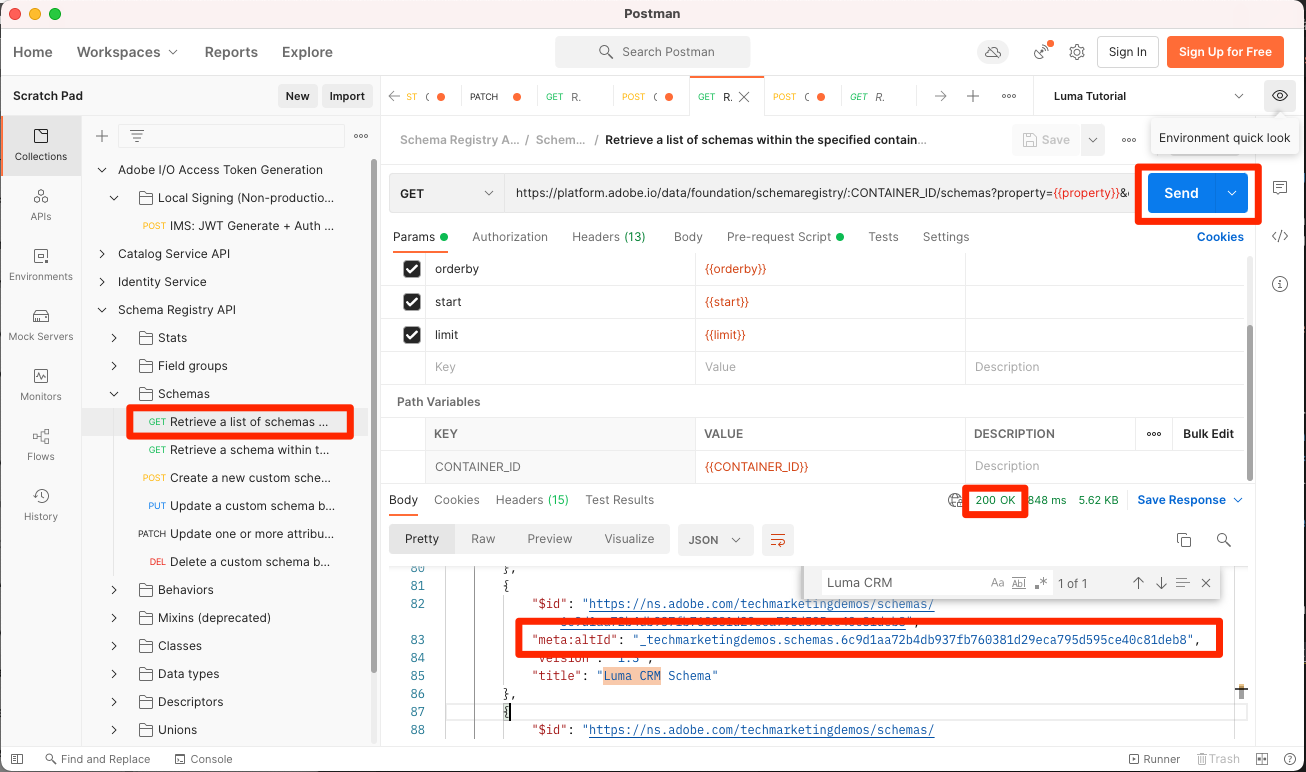 Postman
Home Workspaces Reports Explore Search Postman Sign In Sign Up for Free
Scratch Pad New Import ST PATCH GET R. POST GET R. POST GET R. Luma Tutorial
Collections
APIs
Environments
Mock Servers
Monitors
Flows
History
Adobe I/O Access Token Generation
Local Signing (Non-productio...
POST IMS: JWT Generate + Auth ...
Catalog Service API
Identity Service
Schema Registry API
Stats
Field groups
Schemas
GET Retrieve a list of schemas ...
GET Retrieve a schema within t...
POST Create a new custom sche...
PUT Update a custom schema b...
PATCH Update one or more attribu...
DEL Delete a custom schema b...
Behaviors
Mixins (deprecated)
Classes
Data types
Descriptors
Unions
Schema Registry A... / Schem... / Retrieve a list of schemas within the specified contain... Save
Environment quick look
GET https://platform.adobe.io/data/foundation/schemaregistry/:CONTAINER_ID/schemas?property={{property}}& Send
Params Authorization Headers (13) Body Pre-request Script Tests Settings Cookies
orderby {{orderby}}
start {{start}}
limit {{limit}}
Key Value Description
Path Variables
KEY VALUE DESCRIPTION Bulk Edit
CONTAINER_ID {{CONTAINER_ID}} Description
Body Cookies Headers (15) Test Results 200 OK 848 ms 5.62 KB Save Response
Pretty Raw Preview Visualize JSON
Luma CRM Aa Abl .* 1 of 1
80 },
81 {
82 "$id": "https://ns.adobe.com/techmarketingdemos/schemas/
83 "meta:altId": "_techmarketingdemos.schemas.6c9d1aa72b4db937fb760381d29eca795d595ce40c81deb8",
84 "version": "1.3",
85 "title": "Luma CRM Schema"
86 },
87 {
88 "$id": "https://ns.adobe.com/techmarketingdemos/schemas/
Find and Replace Console Runner Trash